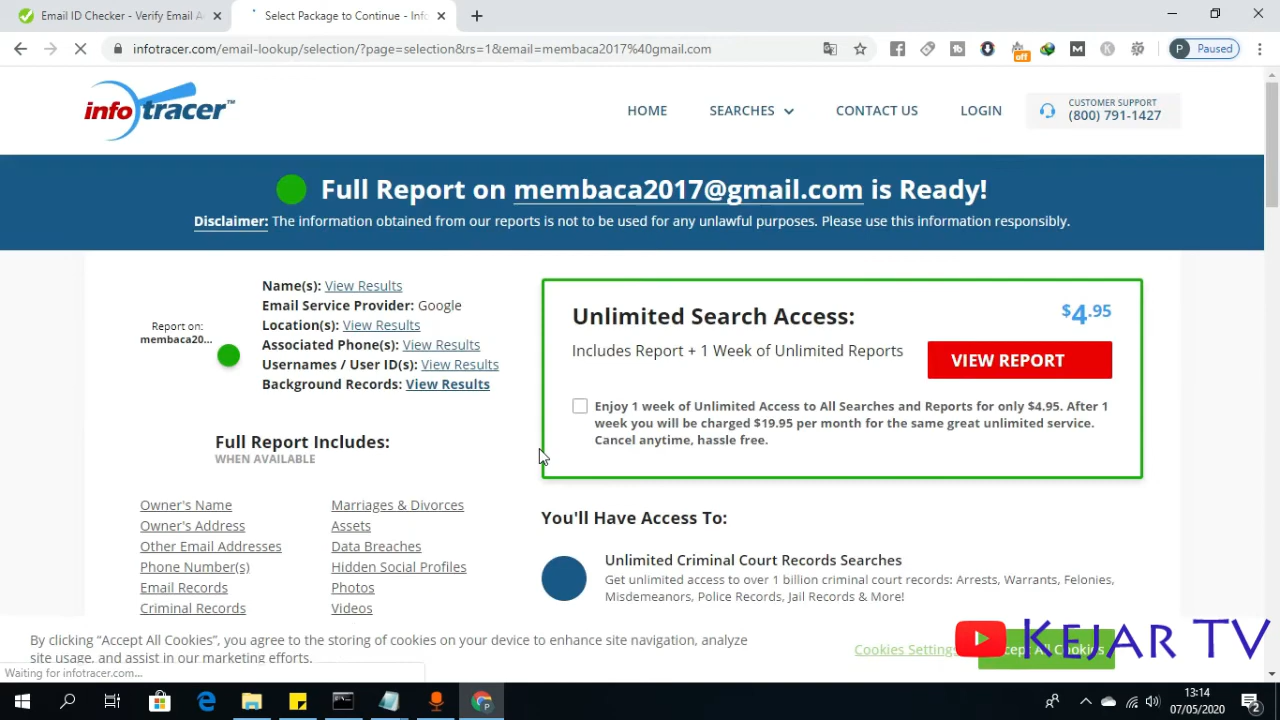 Email ID Checker - Verify Email A
Select Package to Continue - Info
infotracer.com/email-lookup/selection/?page=selection&rs=1&email=membaca2017%40gmail.com
off
P Paused
info tracer™
HOME
SEARCHES
CONTACT US
LOGIN
CUSTOMER SUPPORT
(800) 791-1427
Full Report on membaca2017@gmail.com is Ready!
Disclaimer: The information obtained from our reports is not to be used for any unlawful purposes. Please use this information responsibly.
Report on:
membaca20...
Name(s): View Results
Email Service Provider: Google
Location(s): View Results
Associated Phone(s): View Results
Usernames / User ID(s): View Results
Background Records: View Results
Full Report Includes:
WHEN AVAILABLE
Owner's Name
Owner's Address
Other Email Addresses
Phone Number(s)
Email Records
Criminal Records
Marriages & Divorces
Assets
Data Breaches
Hidden Social Profiles
Photos
Videos
Unlimited Search Access:
$4.95
Includes Report + 1 Week of Unlimited Reports
VIEW REPORT
Enjoy 1 week of Unlimited Access to All Searches and Reports for only $4.95. After 1
week you will be charged $19.95 per month for the same great unlimited service.
Cancel anytime, hassle free.
You'll Have Access To:
Unlimited Criminal Court Records Searches
Get unlimited access to over 1 billion criminal court records: Arrests, Warrants, Felonies,
Misdemeanors, Police Records, Jail Records & More!
By clicking “Accept All Cookies”, you agree to the storing of cookies on your device to enhance site navigation, analyze
site usage, and assist in our marketing efforts.
Cookies Settings
KEJAR TV
Waiting for infotracer.com...
13:14
07/05/2020
2